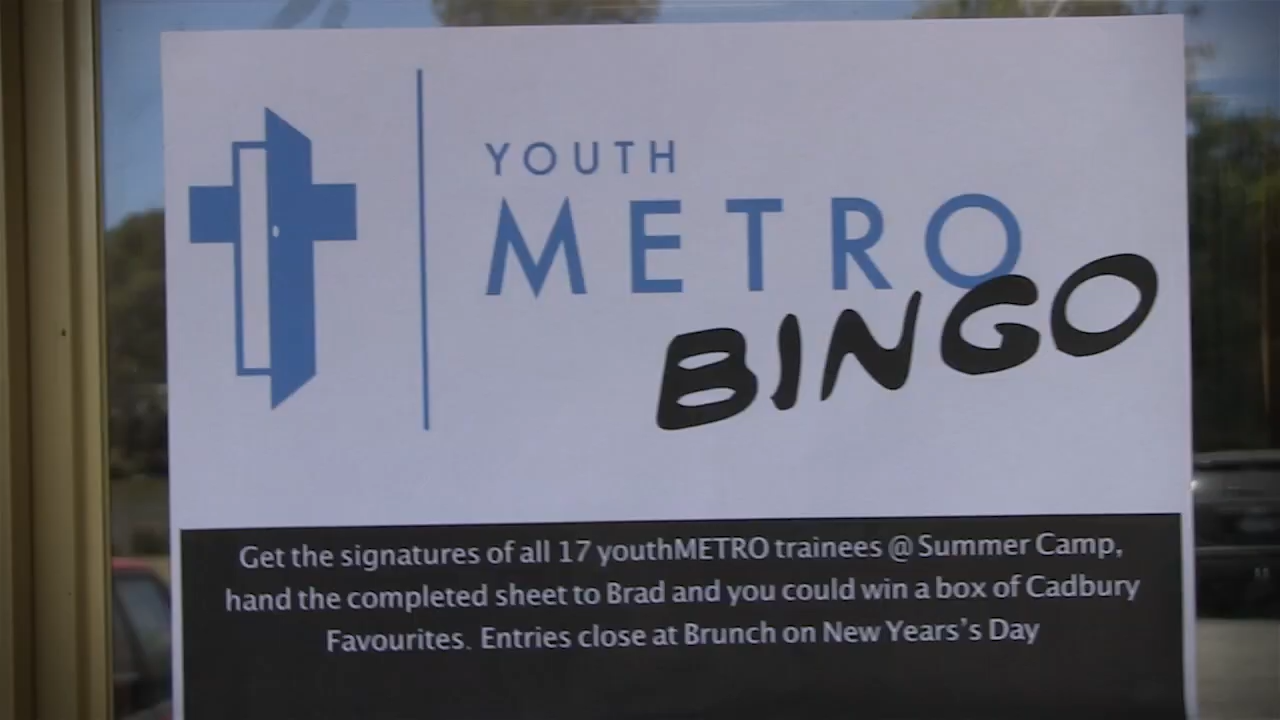 YOUTH
METRO
BINGO
Get the signatures of all 17 youthMETRO trainees @ Summer Camp,
hand the completed sheet to Brad and you could win a box of Cadbury
Favourites. Entries close at Brunch on New Years's Day